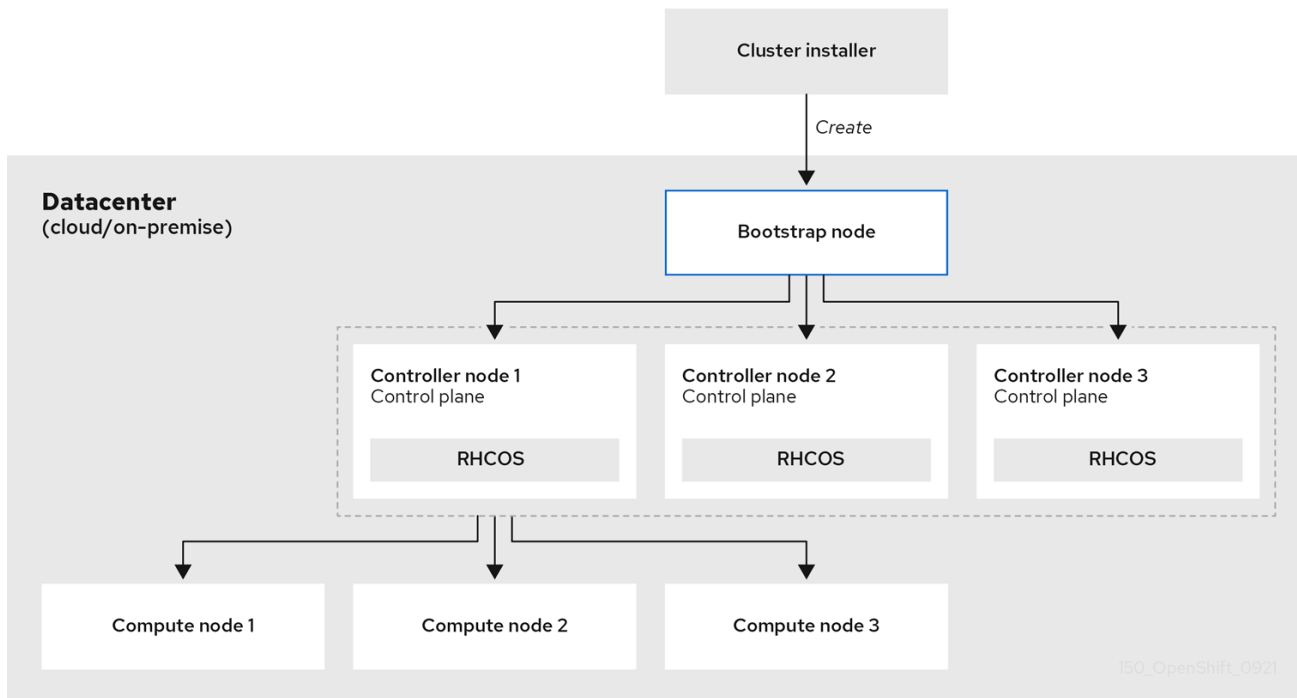 Cluster installer
Create
Datacenter
(cloud/on-premise)
Bootstrap node
Controller node 1
Control plane
RHCOS
Controller node 2
Control plane
RHCOS
Controller node 3
Control plane
RHCOS
Compute node 1
Compute node 2
Compute node 3
150_OpenShift_0921